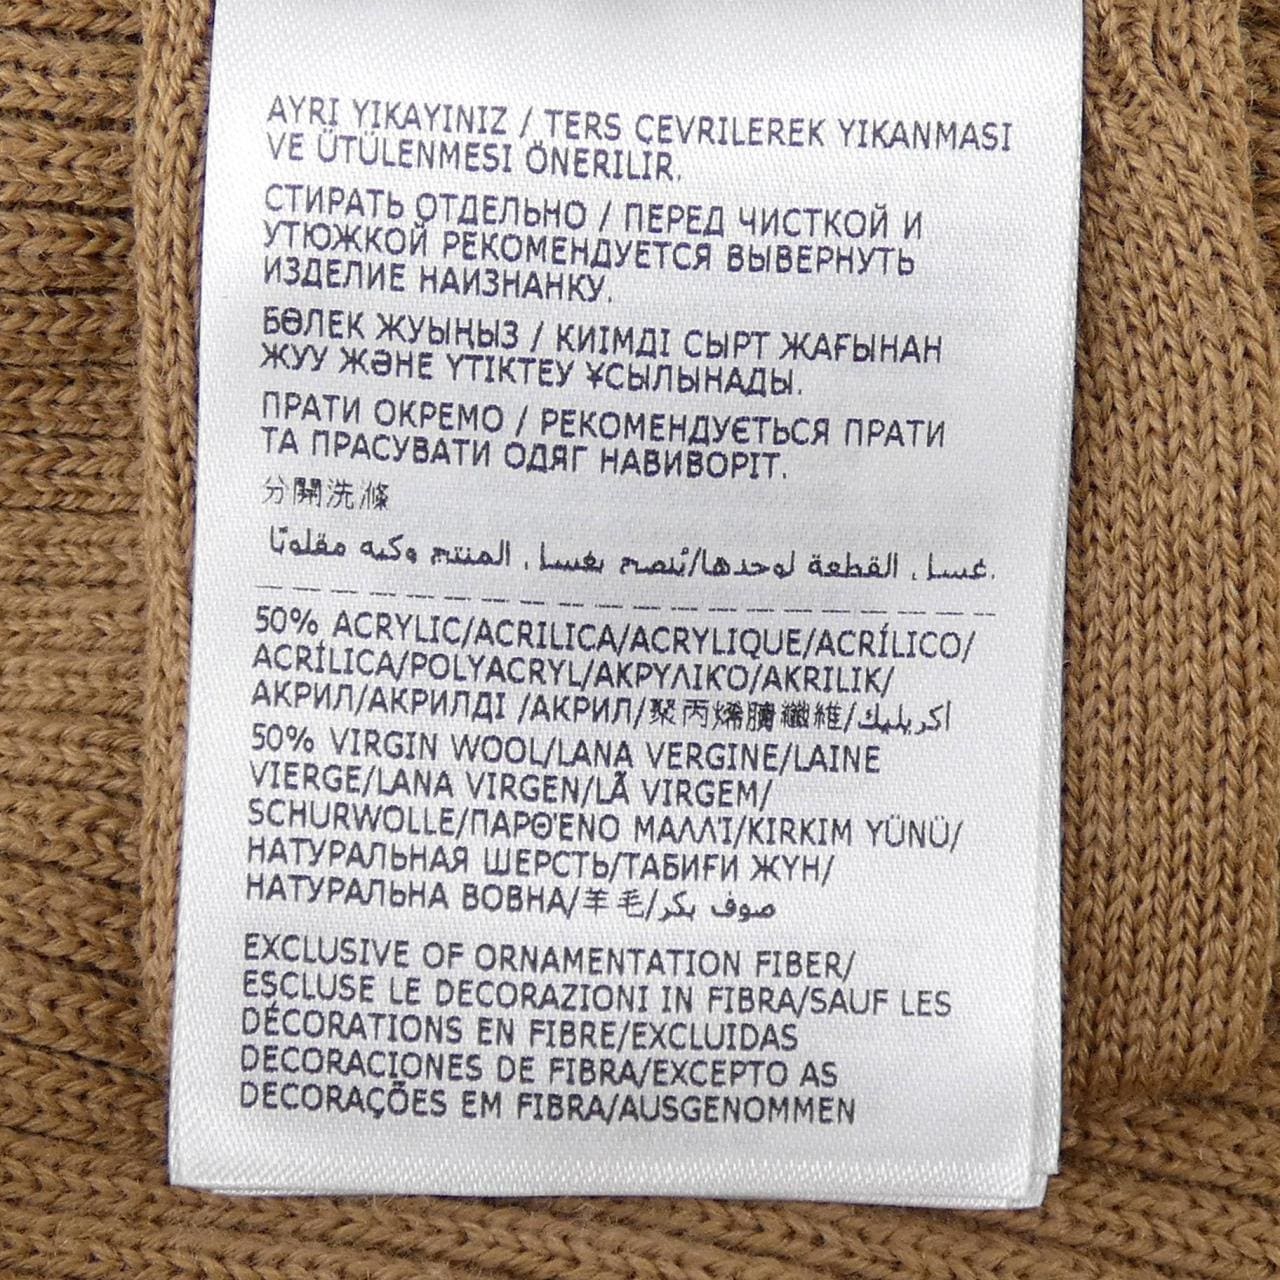 AYRI YIKAYINIZ / TERS ÇEVRILEREK YIKANMASI
VE ÜTÜLENMESI ÖNERILIR.
СТИРАТЬ ОТДЕЛЬНО / ПЕРЕД ЧИСТКОЙ И
УТЮЖКОЙ РЕКОМЕНДУЕТСЯ ВЫВЕРНУТЬ
ИЗДЕЛИЕ НАИЗНАНКУ.
БӨЛЕК ЖУЫҢЫЗ / КИІМДІ СЫРТ ЖАҒЫНАН
ЖУУ ЖӘНЕ ҮТІКТЕУ ¥СЫЛЫНАДЫ.
ПРАТИ ОКРЕМО / РЕКОМЕНДУЄТЬСЯ ПРАТИ
ТА ПРАСУВАТИ ОДЯГ НАВИВОРІТ.
分開洗滌
غسل القطعة لوحدها/يُنصح بغسل المنتج وكيه مقلوبًا.
50% ACRYLIC/ACRILICA/ACRYLIQUE/ACRÍLICO/
ACRÍLICA/POLYACRYL/ΑΚΡΥΛΙΚΟ/AKRILIK/
АКРИЛ/АКРИЛДІ /АКРИЛ/聚丙烯腈纖維/أكريليك
50% VIRGIN WOOL/LANA VERGINE/LAINE
VIERGE/LANA VIRGEN/LÃ VIRGEM/
SCHURWOLLE/ΠΑΡΘΈΝΟ ΜΑΛΛΊ/KIRKIM YÜNÜ/
НАТУРАЛЬНАЯ ШЕРСТЬ/ТАБИҒИ ЖҮН/
НАТУРАЛЬНА ВОВНА/羊毛/صوف بكر
EXCLUSIVE OF ORNAMENTATION FIBER/
ESCLUSE LE DECORAZIONI IN FIBRA/SAUF LES
DÉCORATIONS EN FIBRE/EXCLUIDAS
DECORACIONES DE FIBRA/EXCEPTO AS
DECORAÇÕES EM FIBRA/AUSGENOMMEN